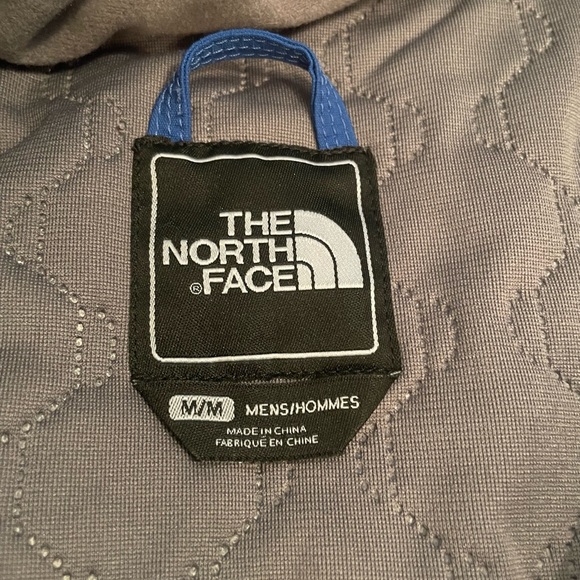 THE
NORTH
®FACE
M/M MENS/HOMMES
MADE IN CHINA
FABRIQUÉ EN CHINE